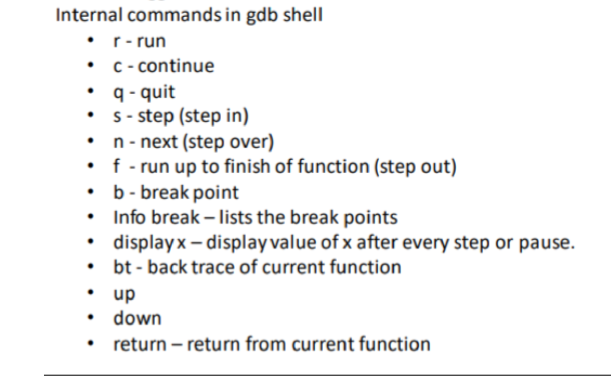 Internal commands in gdb shell
• r - run
• c - continue
• q - quit
• s - step (step in)
• n - next (step over)
• f - run up to finish of function (step out)
• b - break point
• Info break – lists the break points
• display x – display value of x after every step or pause.
• bt - back trace of current function
• up
• down
• return – return from current function